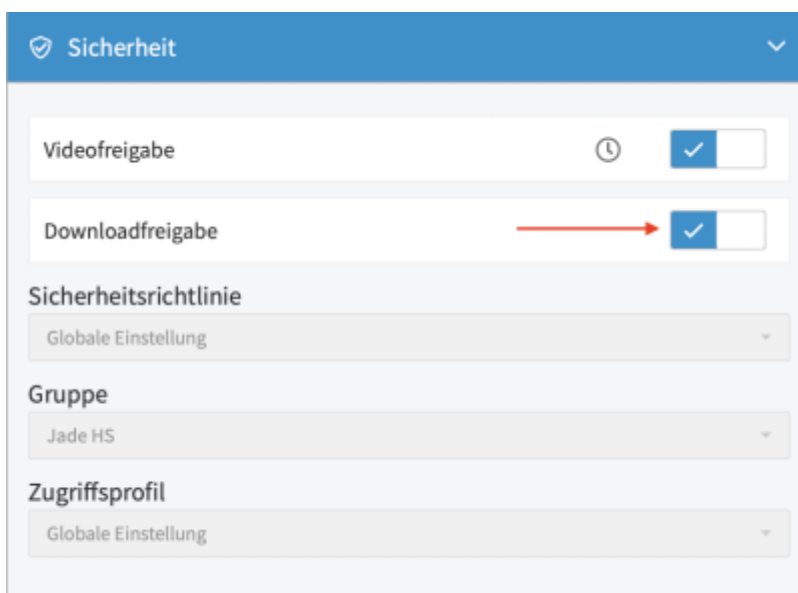 Sicherheit
Videofreigabe
Downloadfreigabe
Sicherheitsrichtlinie
Globale Einstellung
Gruppe
Jade HS
Zugriffsprofil
Globale Einstellung